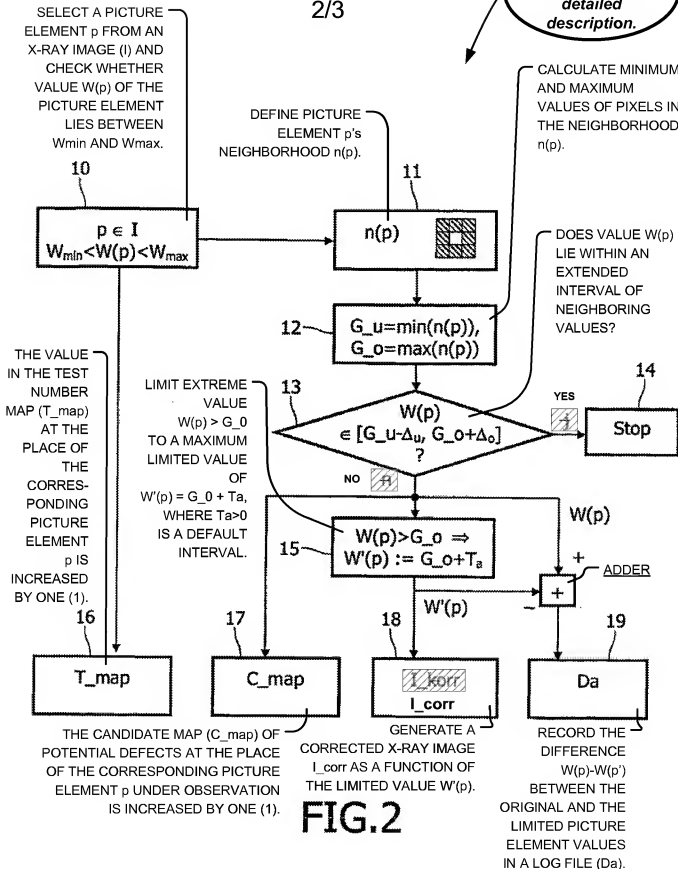 2/3
detailed
description.
SELECT A PICTURE
ELEMENT p FROM AN
X-RAY IMAGE (I) AND
CHECK WHETHER
VALUE W(p) OF THE
PICTURE ELEMENT
LIES BETWEEN
Wmin AND Wmax.
DEFINE PICTURE
ELEMENT p's
NEIGHBORHOOD n(p).
CALCULATE MINIMUM
AND MAXIMUM
VALUES OF PIXELS IN
THE NEIGHBORHOOD
n(p).
10
p ∈ I
Wmin<W(p)<Wmax
11
n(p)
DOES VALUE W(p)
LIE WITHIN AN
EXTENDED
INTERVAL OF
NEIGHBORING
VALUES?
12
G_u=min(n(p)),
G_o=max(n(p))
THE VALUE
IN THE TEST
NUMBER
MAP (T_map)
AT THE
PLACE OF
THE
CORRES-
PONDING
PICTURE
ELEMENT
p IS
INCREASED
BY ONE (1).
LIMIT EXTREME
VALUE
W(p) > G_0
TO A MAXIMUM
LIMITED VALUE
OF
W'(p) = G_0 + Ta,
WHERE Ta>0
IS A DEFAULT
INTERVAL.
13
W(p)
∈ [G_u-Δu, G_o+Δo]
?
YES
j
14
Stop
NO
n
W(p)
15
W(p)>G_o ⇒
W'(p) := G_o+Ta
+
+
−
ADDER
W'(p)
16
T_map
17
C_map
18
I_korr
I_corr
19
Da
THE CANDIDATE MAP (C_map) OF
POTENTIAL DEFECTS AT THE PLACE
OF THE CORRESPONDING PICTURE
ELEMENT p UNDER OBSERVATION
IS INCREASED BY ONE (1).
GENERATE A
CORRECTED X-RAY IMAGE
I_corr AS A FUNCTION OF
THE LIMITED VALUE W'(p).
RECORD THE
DIFFERENCE
W(p)-W(p')
BETWEEN THE
ORIGINAL AND THE
LIMITED PICTURE
ELEMENT VALUES
IN A LOG FILE (Da).
FIG.2